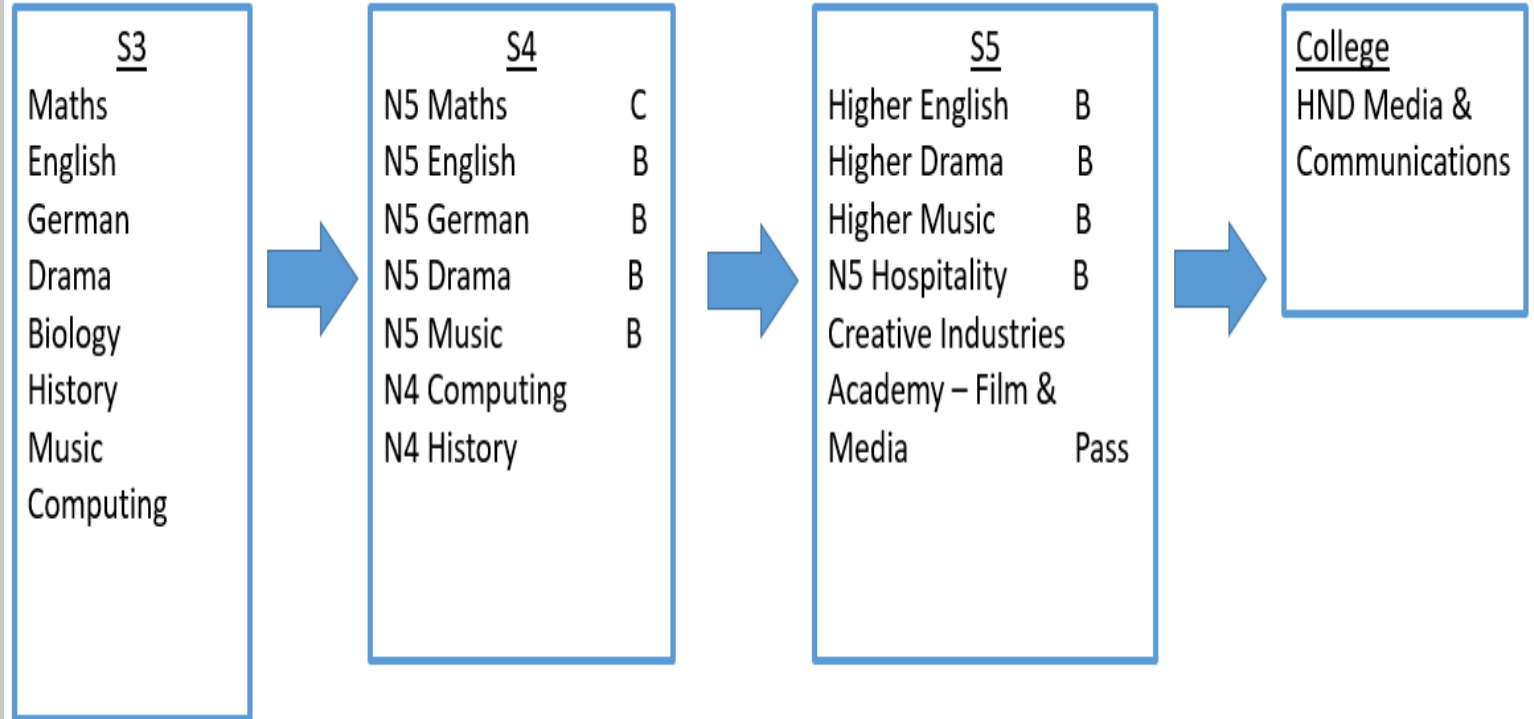 S3
Maths
English
German
Drama
Biology
History
Music
Computing
S4
N5 Maths C
N5 English B
N5 German B
N5 Drama B
N5 Music B
N4 Computing
N4 History
S5
Higher English B
Higher Drama B
Higher Music B
N5 Hospitality B
Creative Industries
Academy – Film &
Media Pass
College
HND Media &
Communications